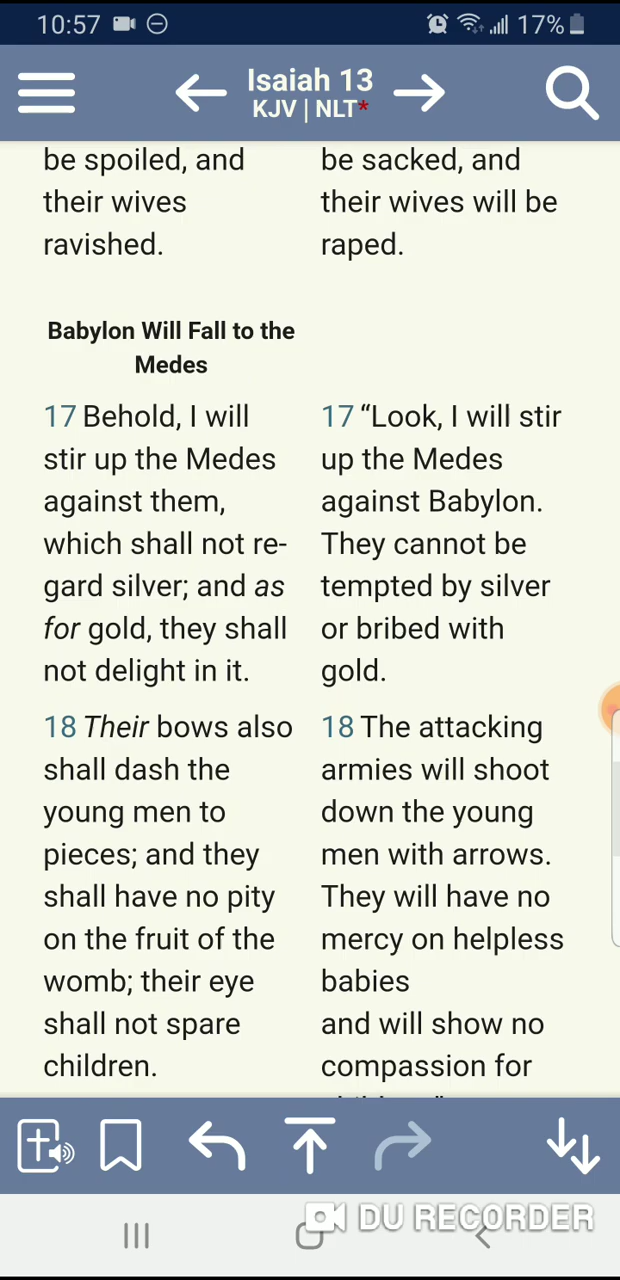 10:57
17%
Isaiah 13
KJV | NLT*
be spoiled, and
their wives
ravished.
Babylon Will Fall to the
Medes
17 Behold, I will
stir up the Medes
against them,
which shall not re-
gard silver; and as
for gold, they shall
not delight in it.
18 Their bows also
shall dash the
young men to
pieces; and they
shall have no pity
on the fruit of the
womb; their eye
shall not spare
children.
be sacked, and
their wives will be
raped.
17 “Look, I will stir
up the Medes
against Babylon.
They cannot be
tempted by silver
or bribed with
gold.
18 The attacking
armies will shoot
down the young
men with arrows.
They will have no
mercy on helpless
babies
and will show no
compassion for
DU RECORDER